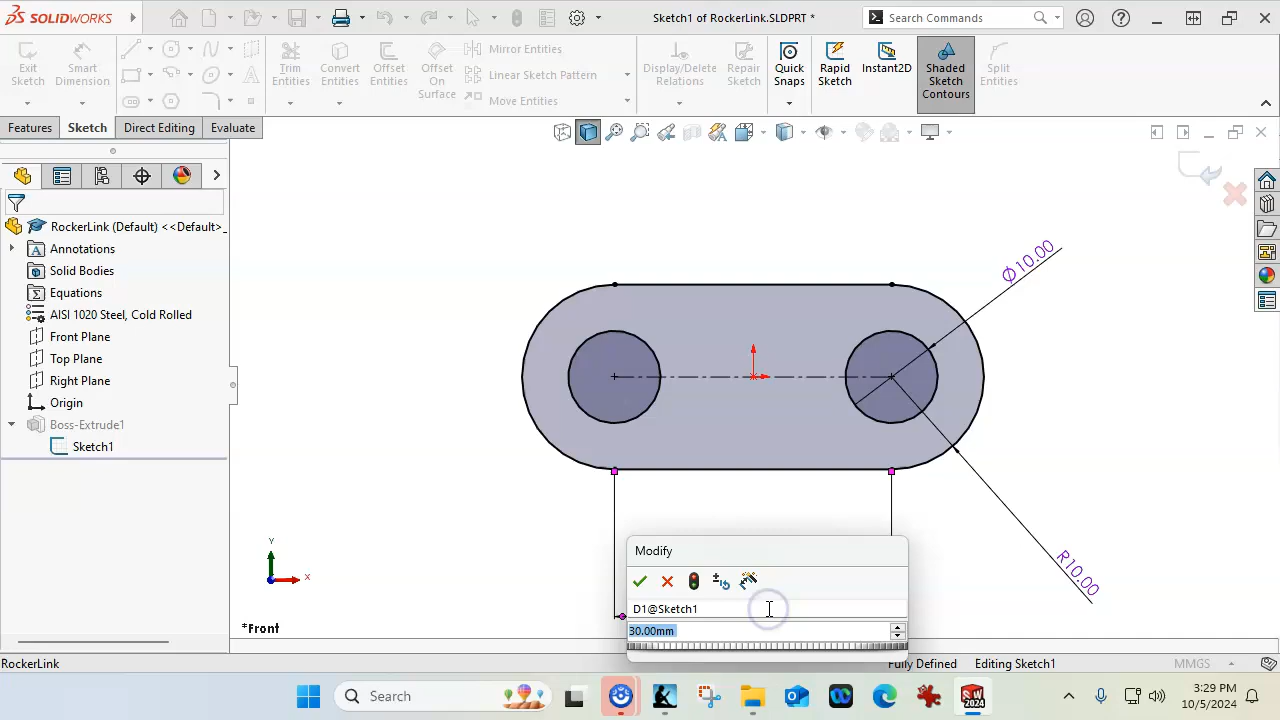 SOLIDWORKS
Sketch1 of RockerLink.SLDPRT *
Search Commands
Exit Sketch
Smart Dimension
Trim Entities
Convert Entities
Offset Entities
Offset On Surface
Mirror Entities
Linear Sketch Pattern
Move Entities
Display/Delete Relations
Repair Sketch
Quick Snaps
Rapid Sketch
Instant2D
Shaded Sketch Contours
Split Entities
Features
Sketch
Direct Editing
Evaluate
RockerLink (Default) <<Default>_
Annotations
Solid Bodies
Equations
AISI 1020 Steel, Cold Rolled
Front Plane
Top Plane
Right Plane
Origin
Boss-Extrude1
Sketch1
Ø10.00
R10.00
Y
X
*Front
Modify
D1@Sketch1
30.00mm
RockerLink
Fully Defined
Editing Sketch1
MMGS
Search
SW
2024
3:29 PM
10/5/2024